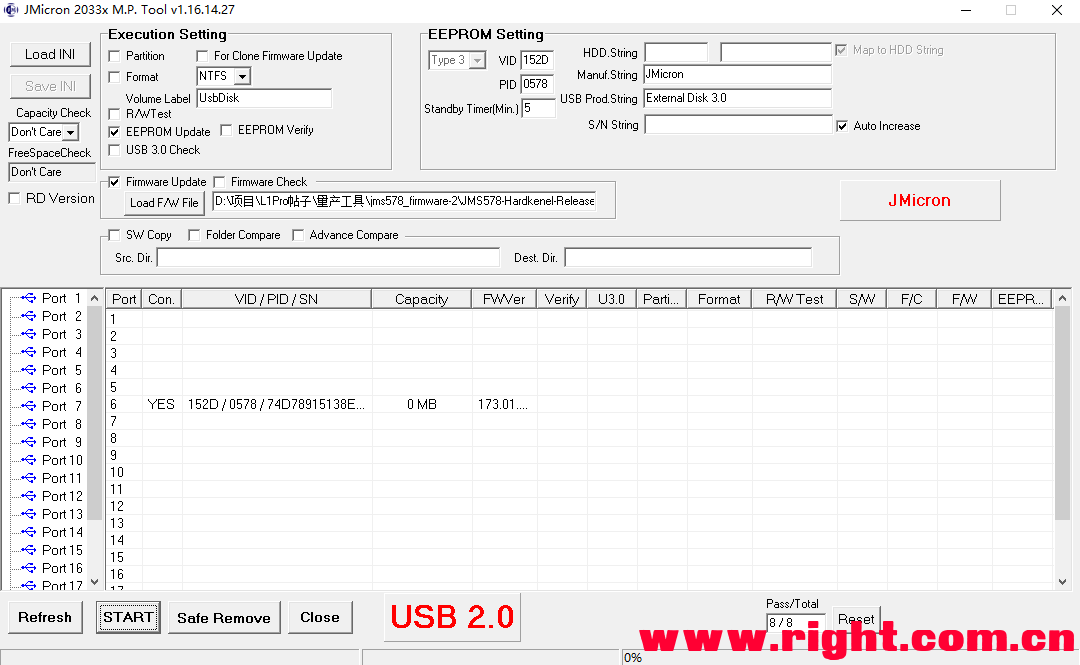 JMicron 2033x M.P. Tool v1.16.14.27
Load INI
Save INI
Capacity Check
Don't Care
FreeSpaceCheck
Don't Care
RD Version
Execution Setting
Partition
For Clone Firmware Update
Format
NTFS
Volume Label
UsbDisk
R/WTest
EEPROM Update
EEPROM Verify
USB 3.0 Check
EEPROM Setting
Type 3
VID
152D
PID
0578
Standby Timer(Min.)
5
HDD.String
Map to HDD String
Manuf.String
JMicron
USB Prod.String
External Disk 3.0
S/N String
Auto Increase
Firmware Update
Firmware Check
Load F/W File
D:\项目\L1Pro帖子\量产工具\jms578_firmware-2\JMS578-Hardkenel-Release
JMicron
SW Copy
Folder Compare
Advance Compare
Src. Dir.
Dest. Dir.
Port 1
Port 2
Port 3
Port 4
Port 5
Port 6
Port 7
Port 8
Port 9
Port 10
Port 11
Port 12
Port 13
Port 14
Port 15
Port 16
Port 17
Port Con. VID / PID / SN Capacity FWVer Verify U3.0 Parti... Format R/W Test S/W F/C F/W EEPR...
1
2
3
4
5
6 YES 152D / 0578 / 74D78915138E... 0 MB 173.01....
7
8
9
10
11
12
13
14
15
16
17
Refresh
START
Safe Remove
Close
USB 2.0
Pass/Total
8 / 8
Reset
www.right.com.cn
0%